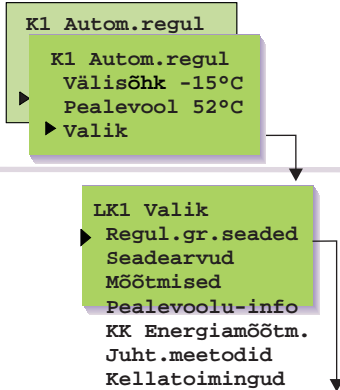 K1 Autom.regul
K1 Autom.regul
Välisõhk -15°C
Pealevool 52°C
Valik
LK1 Valik
Regul.gr.seaded
Seadearvud
Mõõtmised
Pealevoolu-info
KK Energiamõõtm.
Juht.meetodid
Kellatoimingud